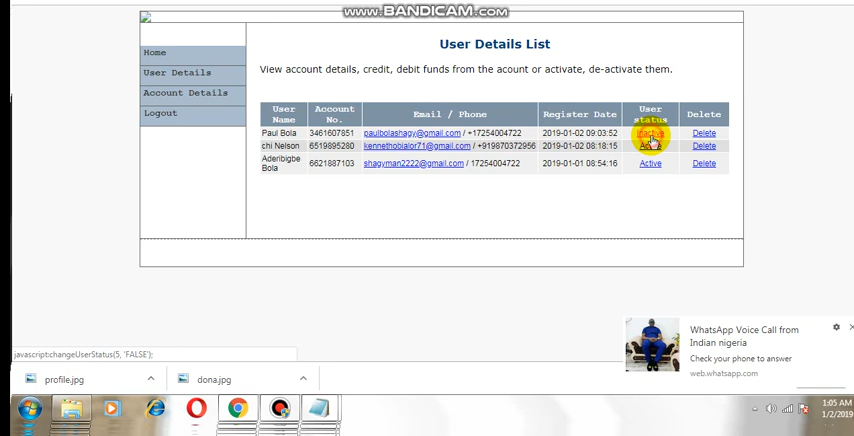 WWW.BANDICAM.COM
User Details List
Home
User Details
Account Details
Logout
View account details, credit, debit funds from the acount or activate, de-activate them.
User Name Account No. Email / Phone Register Date User status Delete
Paul Bola 3461607851 paulbolashagy@gmail.com / +17254004722 2019-01-02 09:03:52 Inactive Delete
chi Nelson 6519895280 kennethobialor71@gmail.com / +919870372956 2019-01-02 08:18:15 Active Delete
Aderibigbe Bola 6621887103 shagyman2222@gmail.com / 17254004722 2019-01-01 08:54:16 Active Delete
WhatsApp Voice Call from
Indian nigeria
Check your phone to answer
web.whatsapp.com
javascript:changeUserStatus(5, 'FALSE');
profile.jpg
dona.jpg
1:05 AM
1/2/2019